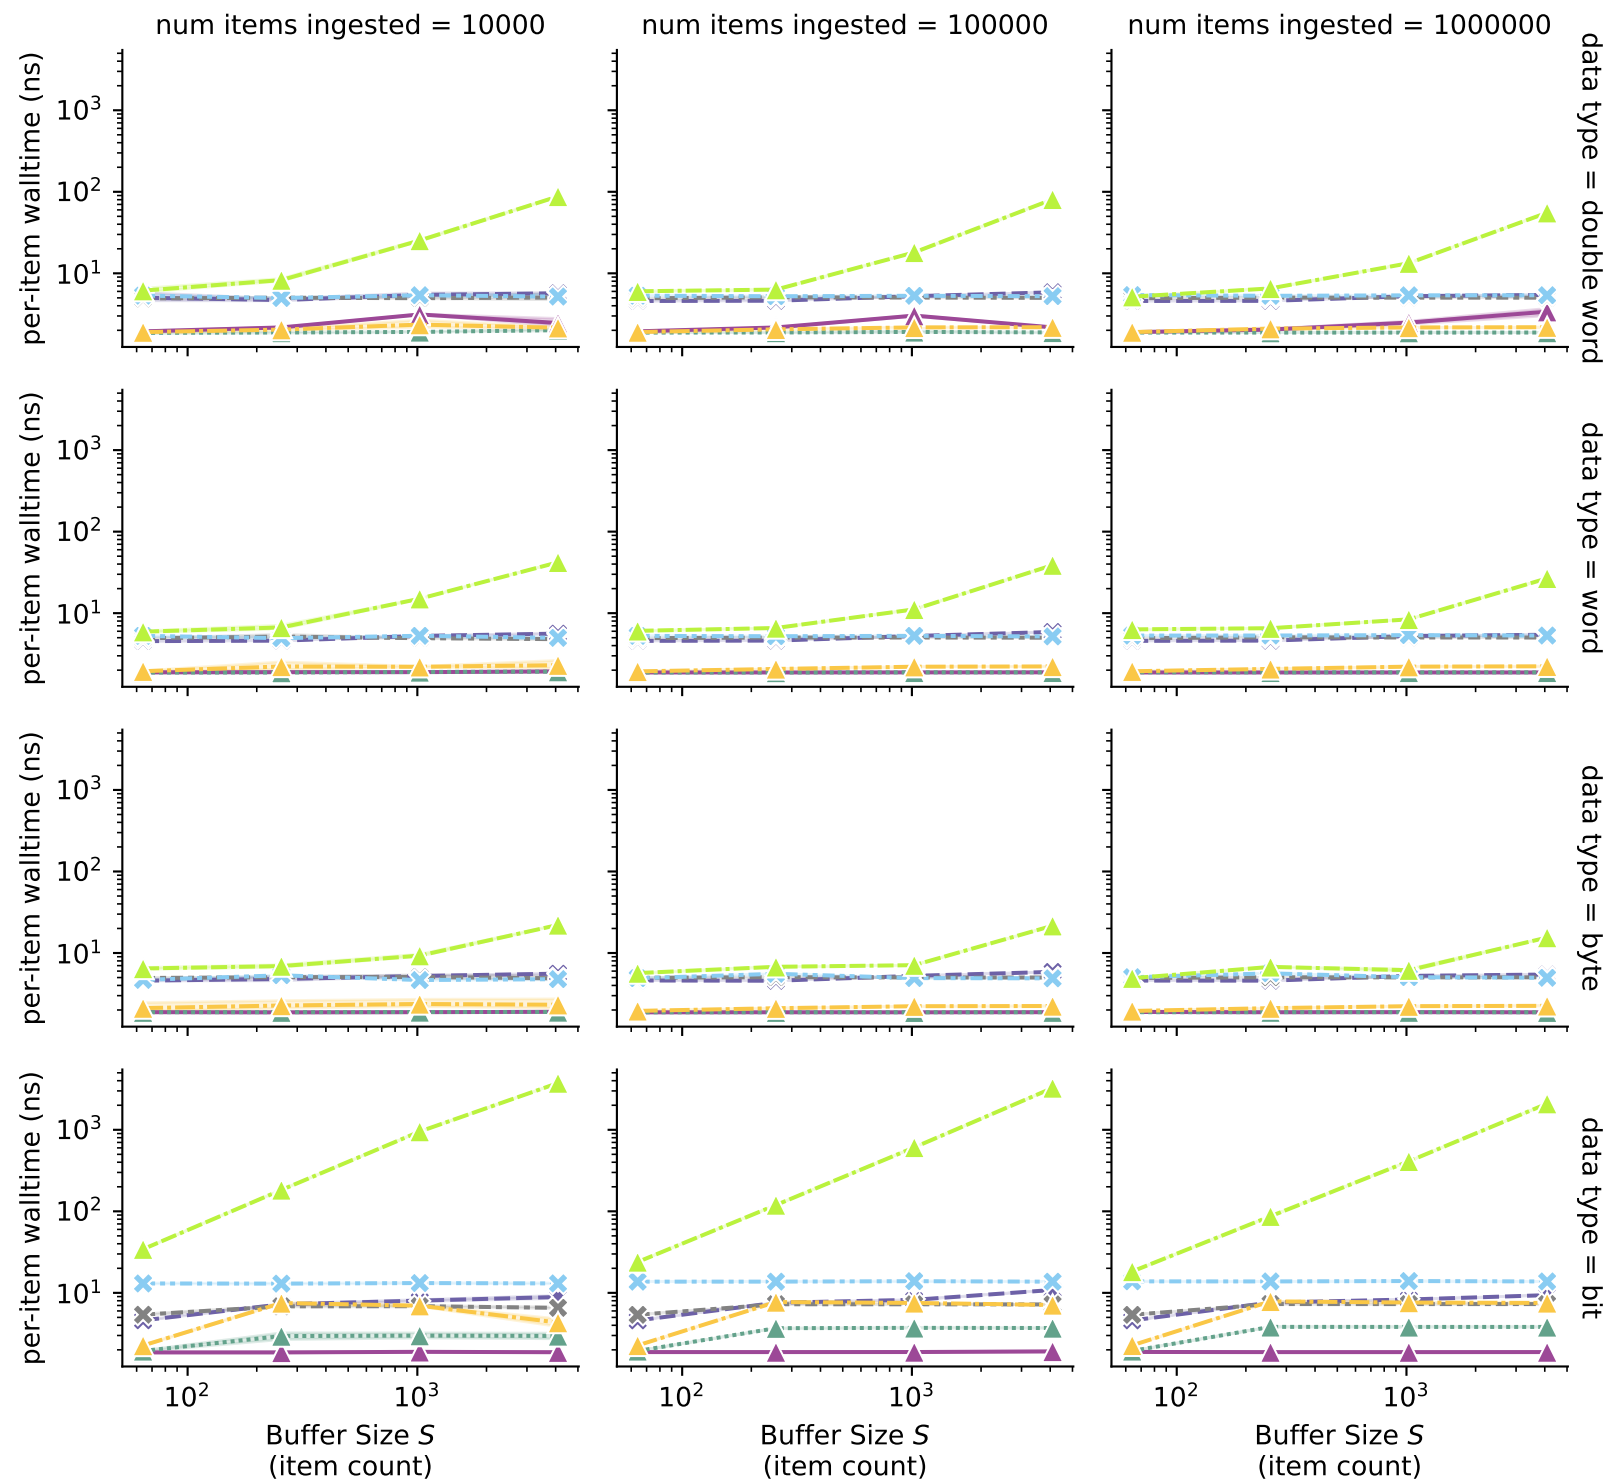 num items ingested = 10000
num items ingested = 100000
num items ingested = 1000000
per-item walltime (ns)
10³
10²
10¹
data type = double word
per-item walltime (ns)
10³
10²
10¹
data type = word
per-item walltime (ns)
10³
10²
10¹
data type = byte
per-item walltime (ns)
10³
10²
10¹
data type = bit
10² 10³
10² 10³
10² 10³
Buffer Size S
(item count)
Buffer Size S
(item count)
Buffer Size S
(item count)